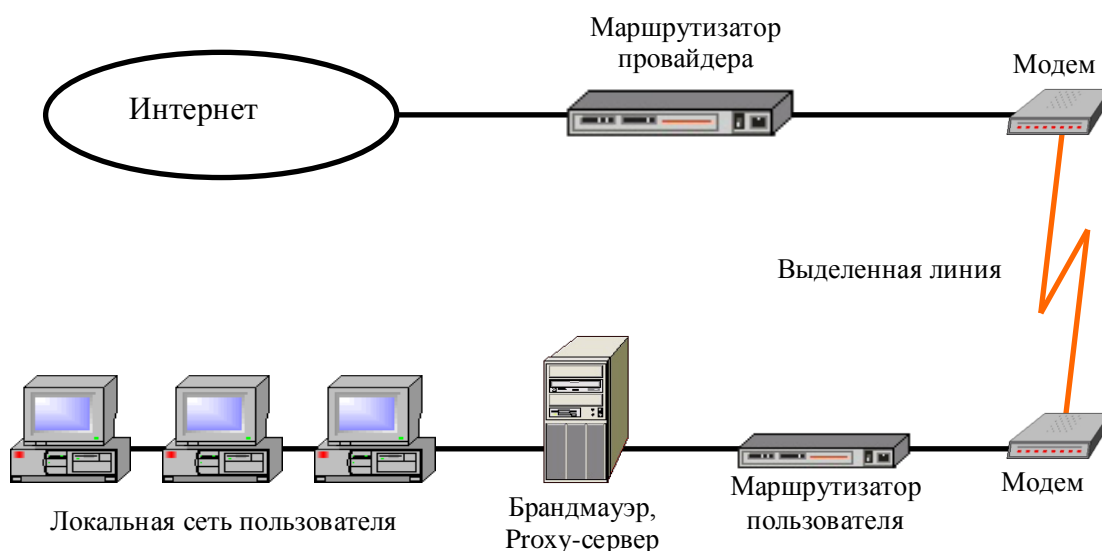 Маршрутизатор
провайдера
Модем
Интернет
Выделенная линия
Локальная сеть пользователя
Брандмауэр,
Proxy-сервер
Маршрутизатор
пользователя
Модем